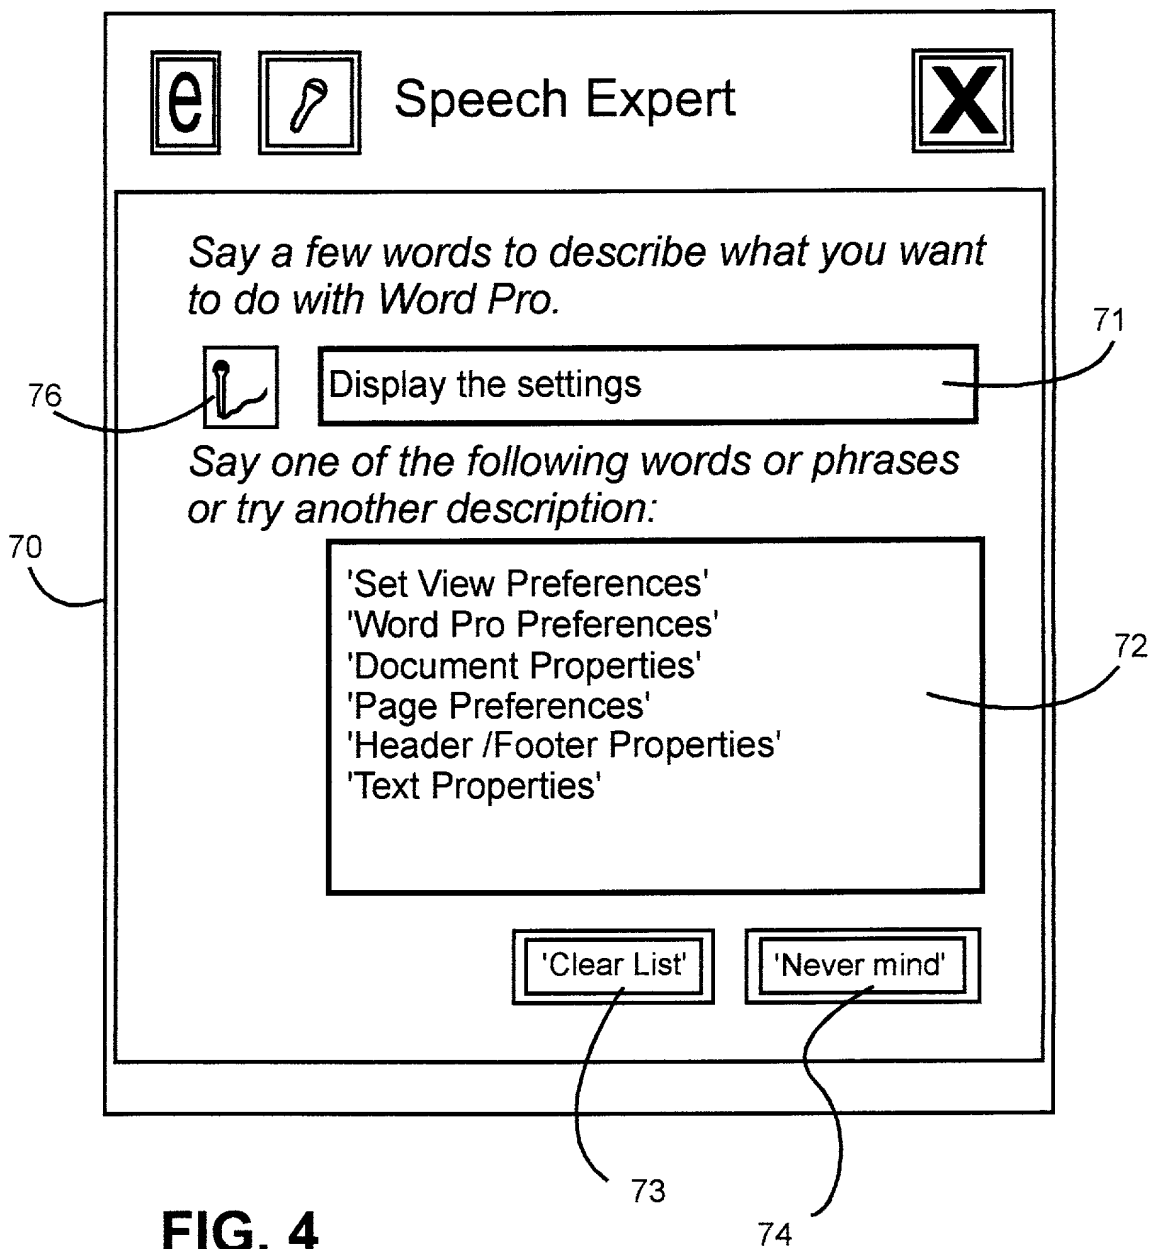 e Speech Expert X
Say a few words to describe what you want
to do with Word Pro.
71
Display the settings
76
Say one of the following words or phrases
or try another description:
70
'Set View Preferences'
'Word Pro Preferences'
72
'Document Properties'
'Page Preferences'
'Header /Footer Properties'
'Text Properties'
'Clear List' 'Never mind'
73
74
FIG. 4